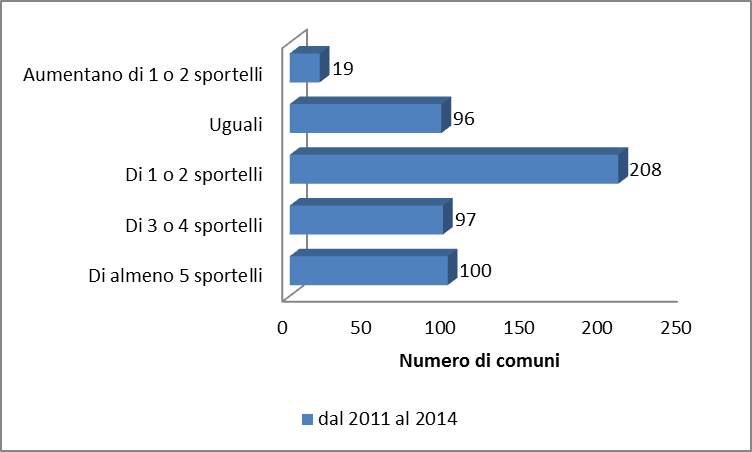 Aumentano di 1 o 2 sportelli 19
Uguali 96
Di 1 o 2 sportelli 208
Di 3 o 4 sportelli 97
Di almeno 5 sportelli 100
0 50 100 150 200 250
Numero di comuni
dal 2011 al 2014